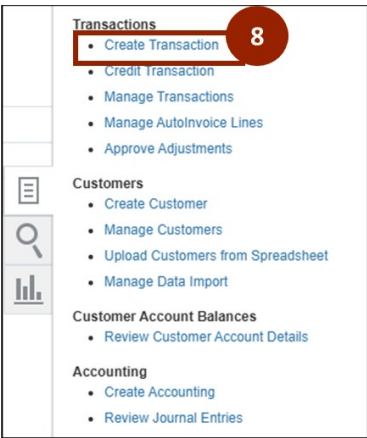 Transactions
8
• Create Transaction
• Credit Transaction
• Manage Transactions
• Manage AutoInvoice Lines
• Approve Adjustments
Customers
• Create Customer
• Manage Customers
• Upload Customers from Spreadsheet
• Manage Data Import
Customer Account Balances
• Review Customer Account Details
Accounting
• Create Accounting
• Review Journal Entries